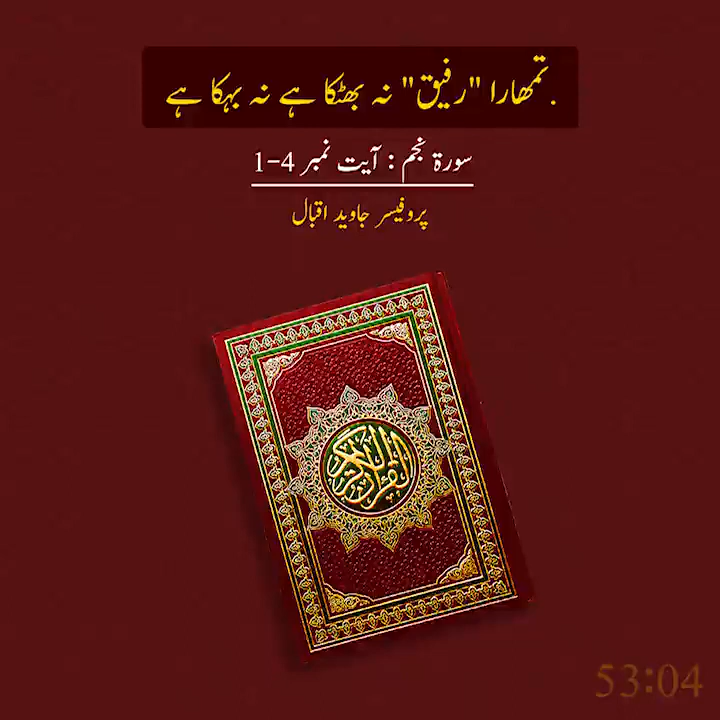 تمھارا "رفیق" نہ بھٹکا ہے نہ بہکا ہے.
سورۃ نجم : آیت نمبر 4-1
پروفیسر جاوید اقبال
القرآن الكريم
53:04